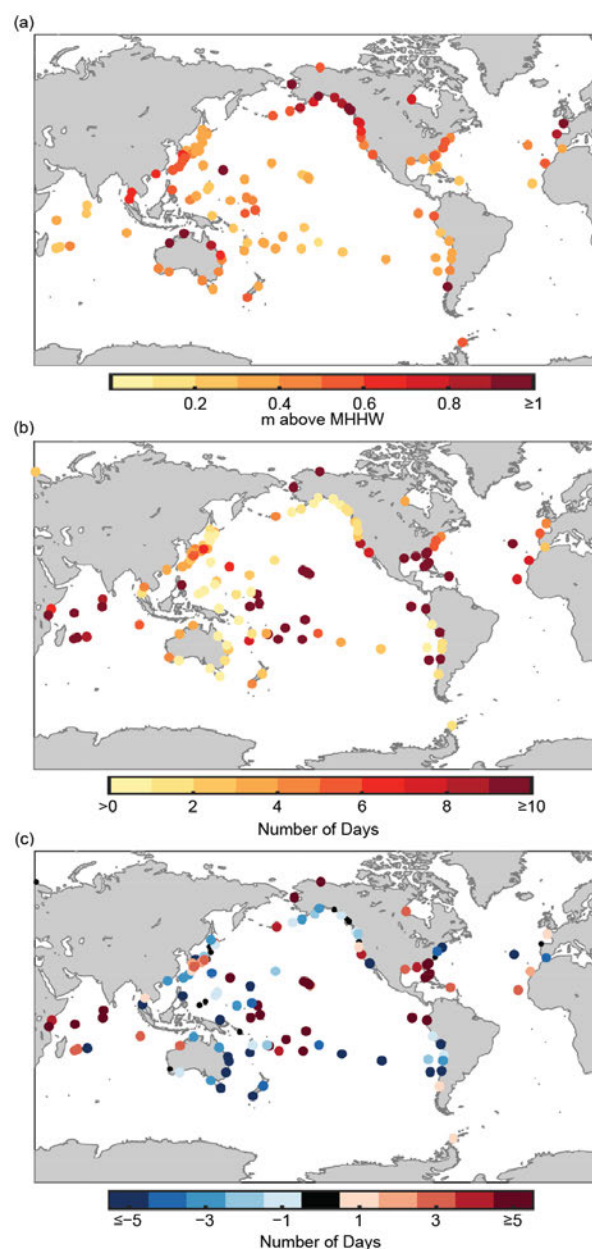 (a)
0.2 0.4 0.6 0.8 ≥1
m above MHHW
(b)
>0 2 4 6 8 ≥10
Number of Days
(c)
≤−5 −3 −1 1 3 ≥5
Number of Days